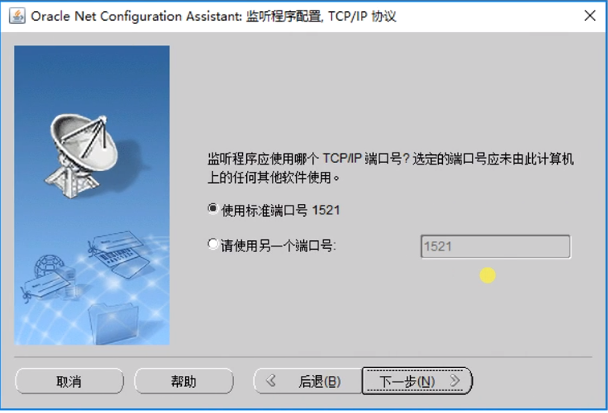 Oracle Net Configuration Assistant: 监听程序配置, TCP/IP 协议
监听程序应使用哪个 TCP/IP 端口号? 选定的端口号应未由此计算机
上的任何其他软件使用。
使用标准端口号 1521
请使用另一个端口号:
1521
取消
帮助
后退(B)
下一步(N)